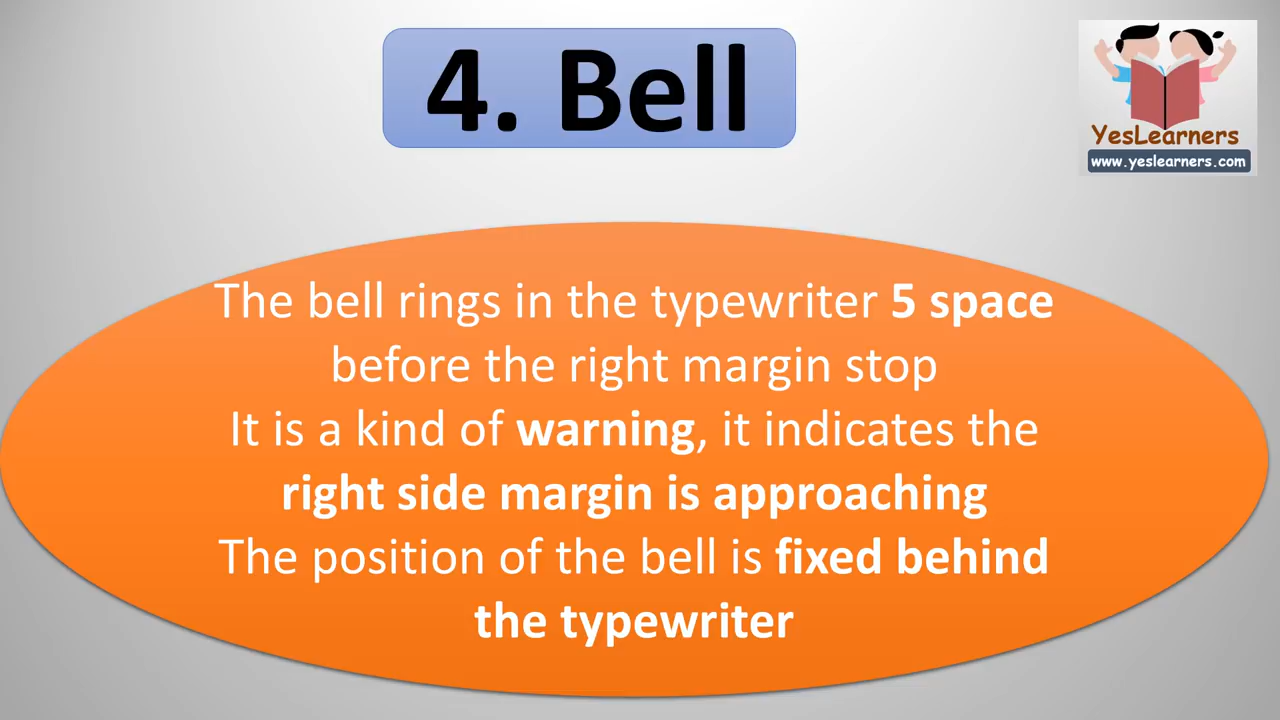 4. Bell
YesLearners
www.yeslearners.com
The bell rings in the typewriter 5 space
before the right margin stop
It is a kind of warning, it indicates the
right side margin is approaching
The position of the bell is fixed behind
the typewriter